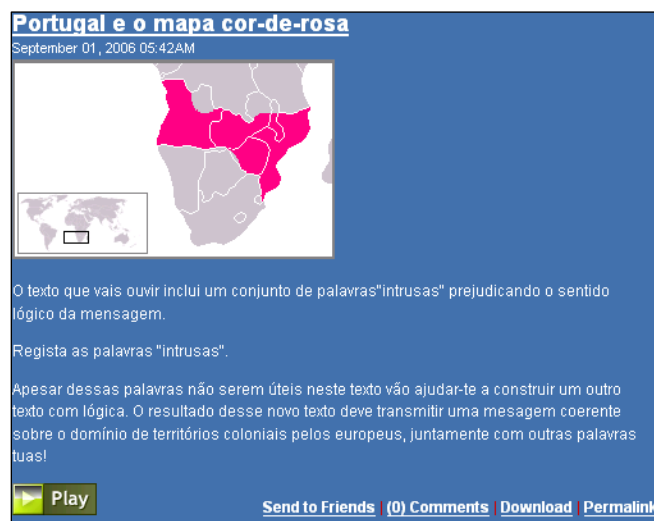 Portugal e o mapa cor-de-rosa
September 01, 2006 05:42AM
O texto que vais ouvir inclui um conjunto de palavras"intrusas" prejudicando o sentido
lógico da mensagem.
Regista as palavras "intrusas".
Apesar dessas palavras não serem úteis neste texto vão ajudar-te a construir um outro
texto com lógica. O resultado desse novo texto deve transmitir uma mesagem coerente
sobre o domínio de territórios coloniais pelos europeus, juntamente com outras palavras
tuas!
Play
Send to Friends | (0) Comments | Download | Permalink